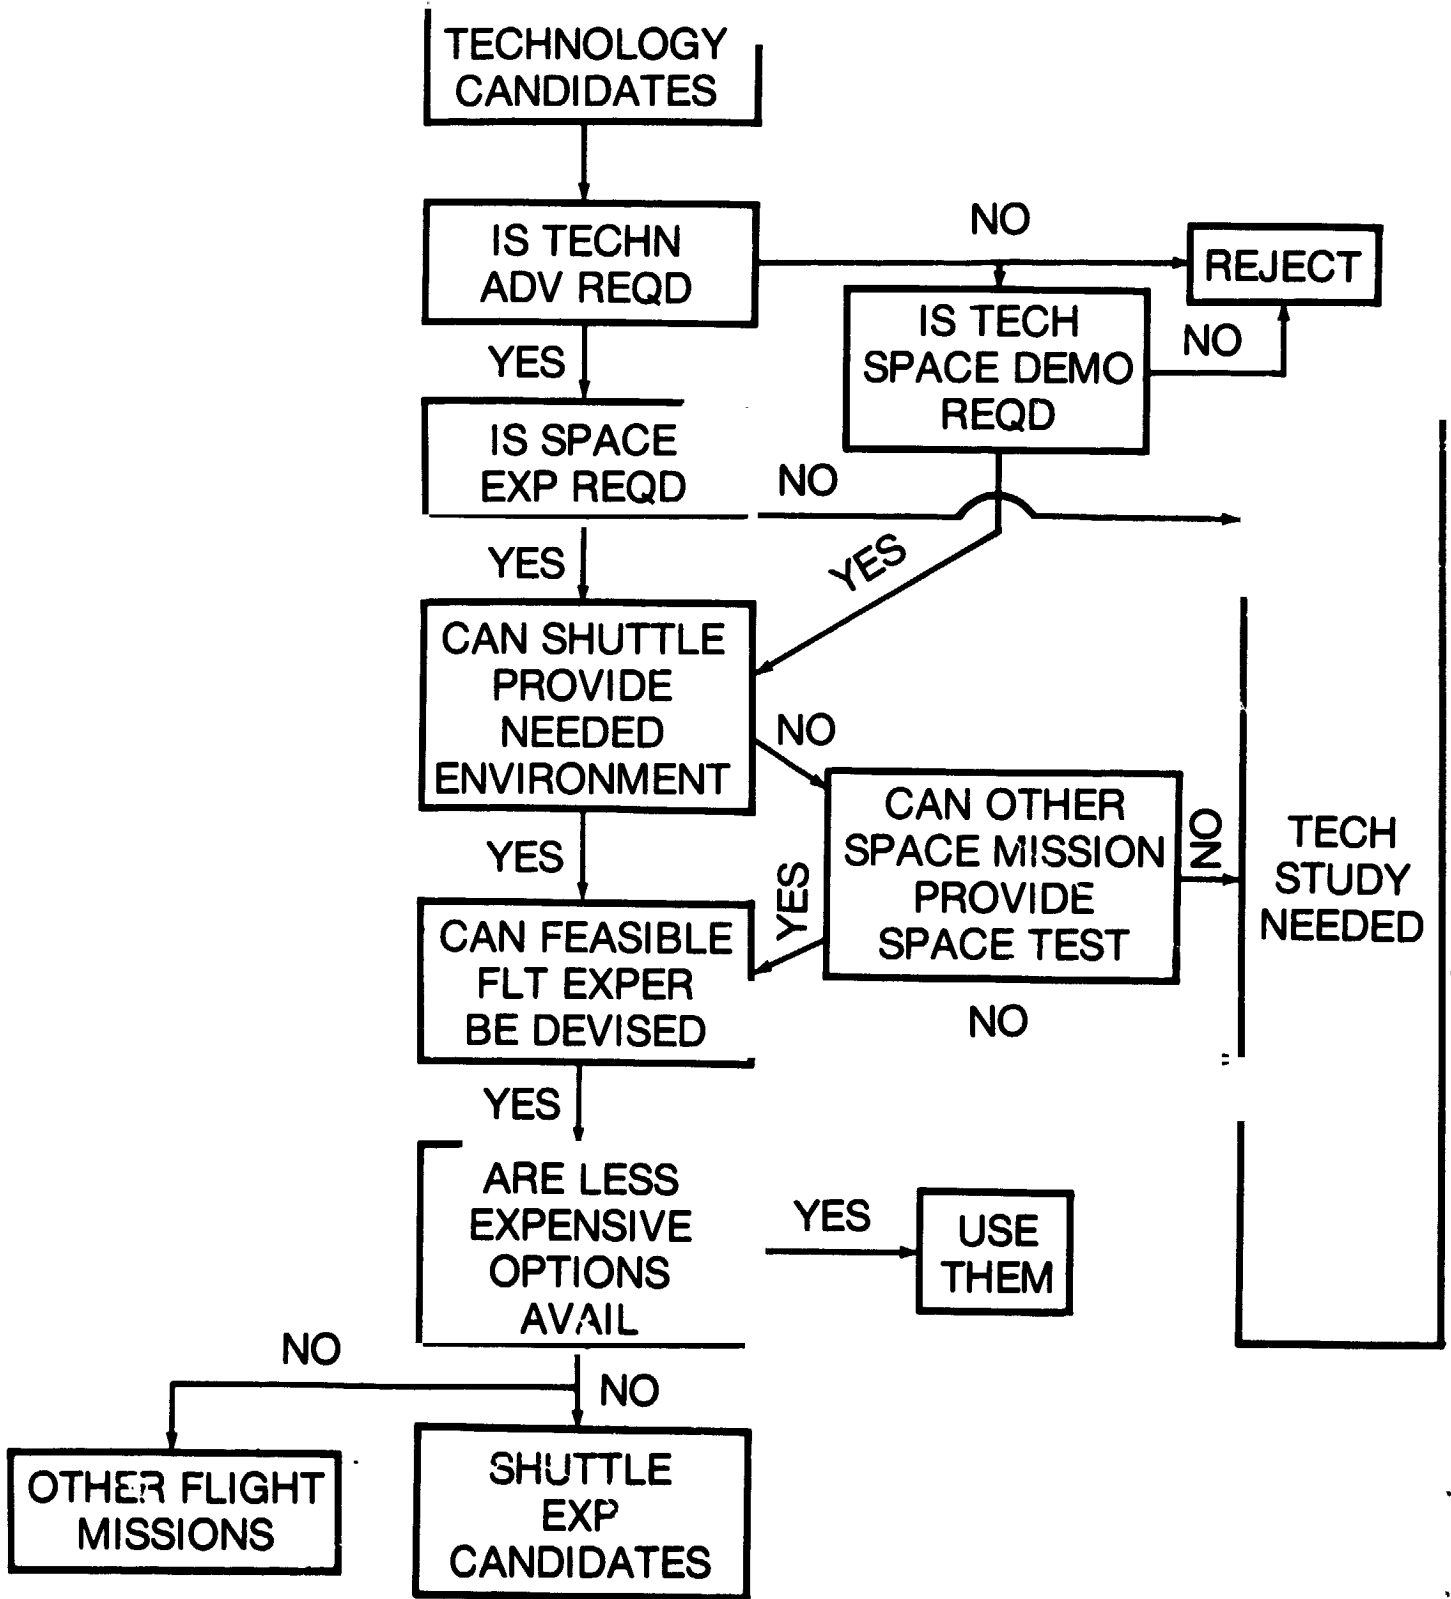 TECHNOLOGY
CANDIDATES
IS TECHN
ADV REQD
NO
REJECT
IS TECH
SPACE DEMO
REQD
NO
YES
IS SPACE
EXP REQD
NO
YES
YES
CAN SHUTTLE
PROVIDE
NEEDED
ENVIRONMENT
NO
CAN OTHER
SPACE MISSION
PROVIDE
SPACE TEST
NO
TECH
STUDY
NEEDED
YES
YES
CAN FEASIBLE
FLT EXPER
BE DEVISED
NO
YES
ARE LESS
EXPENSIVE
OPTIONS
AVAIL
YES
USE
THEM
NO
NO
OTHER FLIGHT
MISSIONS
SHUTTLE
EXP
CANDIDATES